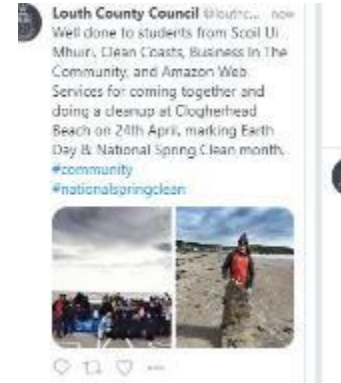 Louth County Council @louthc... now
Well done to students from Scoil Ui
Mhuiri, Clean Coasts, Business In The
Community, and Amazon Web
Services for coming together and
doing a cleanup at Clogherhead
Beach on 24th April, marking Earth
Day & National Spring Clean month.
#community
#nationalspringclean